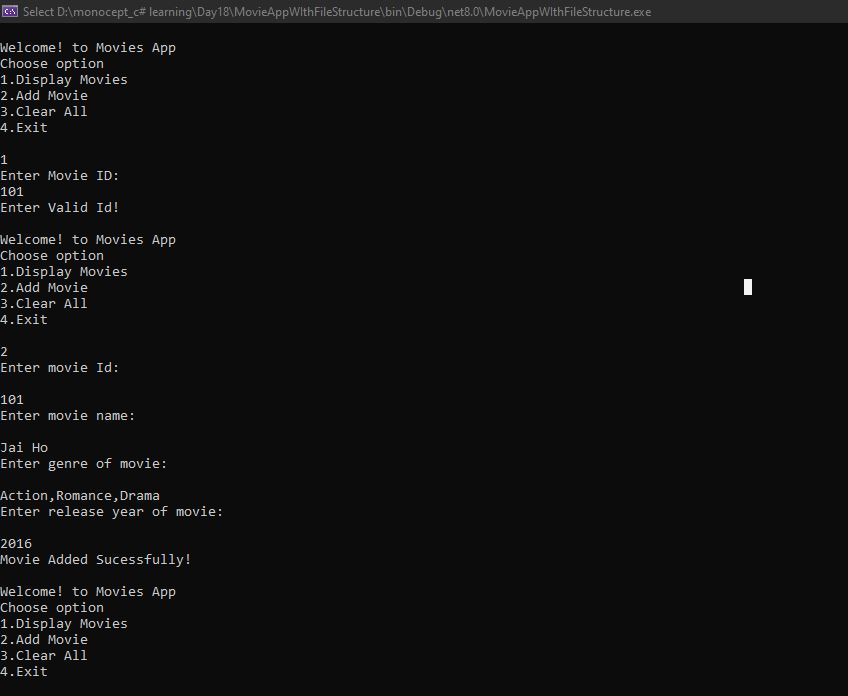 Select D:\monocept_c# learning\Day18\MovieAppWIthFileStructure\bin\Debug\net8.0\MovieAppWIthFileStructure.exe
Welcome! to Movies App
Choose option
1.Display Movies
2.Add Movie
3.Clear All
4.Exit
1
Enter Movie ID:
101
Enter Valid Id!
Welcome! to Movies App
Choose option
1.Display Movies
2.Add Movie
3.Clear All
4.Exit
2
Enter movie Id:
101
Enter movie name:
Jai Ho
Enter genre of movie:
Action,Romance,Drama
Enter release year of movie:
2016
Movie Added Sucessfully!
Welcome! to Movies App
Choose option
1.Display Movies
2.Add Movie
3.Clear All
4.Exit